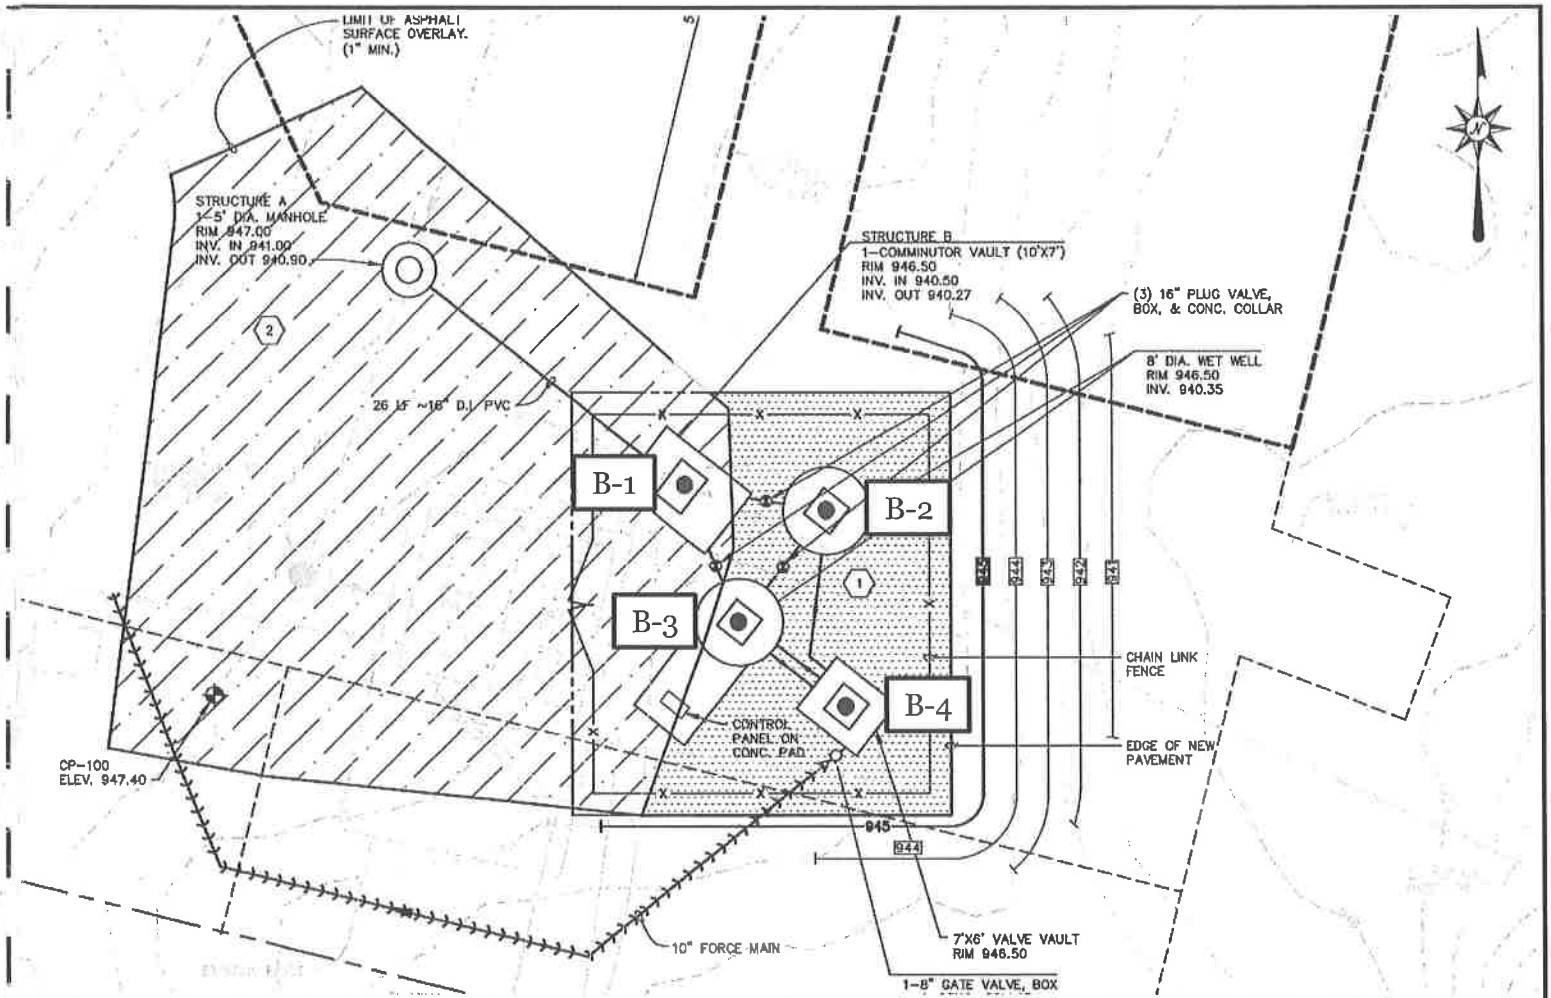 LIMIT OF ASPHALT
SURFACE OVERLAY.
(1" MIN.)
N
STRUCTURE A
1-5' DIA. MANHOLE
RIM 947.00
INV. IN 941.00
INV. OUT 940.90
2
STRUCTURE B
1-COMMINUTOR VAULT (10'X7')
RIM 946.50
INV. IN 940.50
INV. OUT 940.27
(3) 16" PLUG VALVE,
BOX, & CONC. COLLAR
8' DIA. WET WELL
RIM 946.50
INV. 940.35
26 LF ~16" D.I. PVC
B-1
B-2
945
944
943
942
941
1
B-3
CHAIN LINK
FENCE
B-4
CONTROL
PANEL ON
CONC. PAD
EDGE OF NEW
PAVEMENT
CP-100
ELEV. 947.40
945
944
10" FORCE MAIN
7'X6' VALVE VAULT
RIM 946.50
1-8" GATE VALVE, BOX